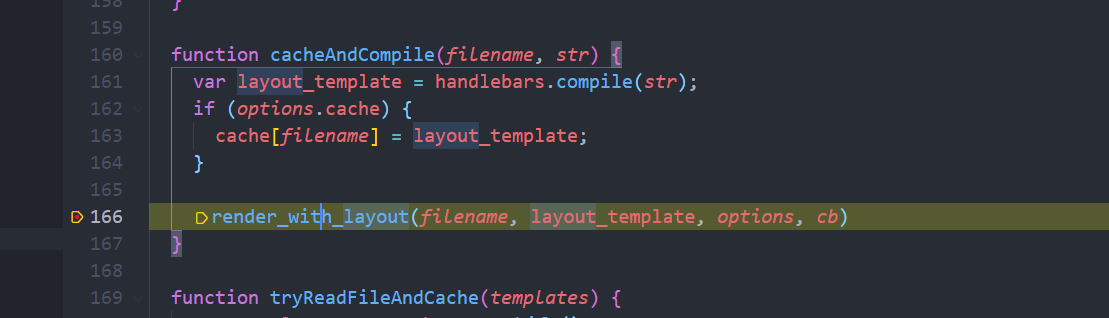 158 }
159
160 function cacheAndCompile(filename, str) {
161 var layout_template = handlebars.compile(str);
162 if (options.cache) {
163 cache[filename] = layout_template;
164 }
165
166 render_with_layout(filename, layout_template, options, cb)
167 }
168
169 function tryReadFileAndCache(templates) {